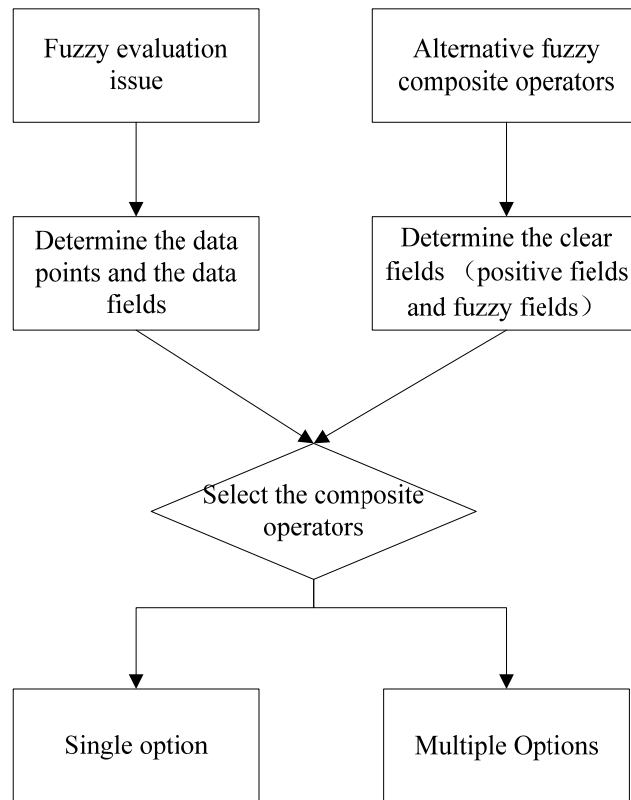 Fuzzy evaluation
issue
Alternative fuzzy
composite operators
Determine the data
points and the data
fields
Determine the clear
fields （positive fields
and fuzzy fields）
Select the composite
operators
Single option
Multiple Options